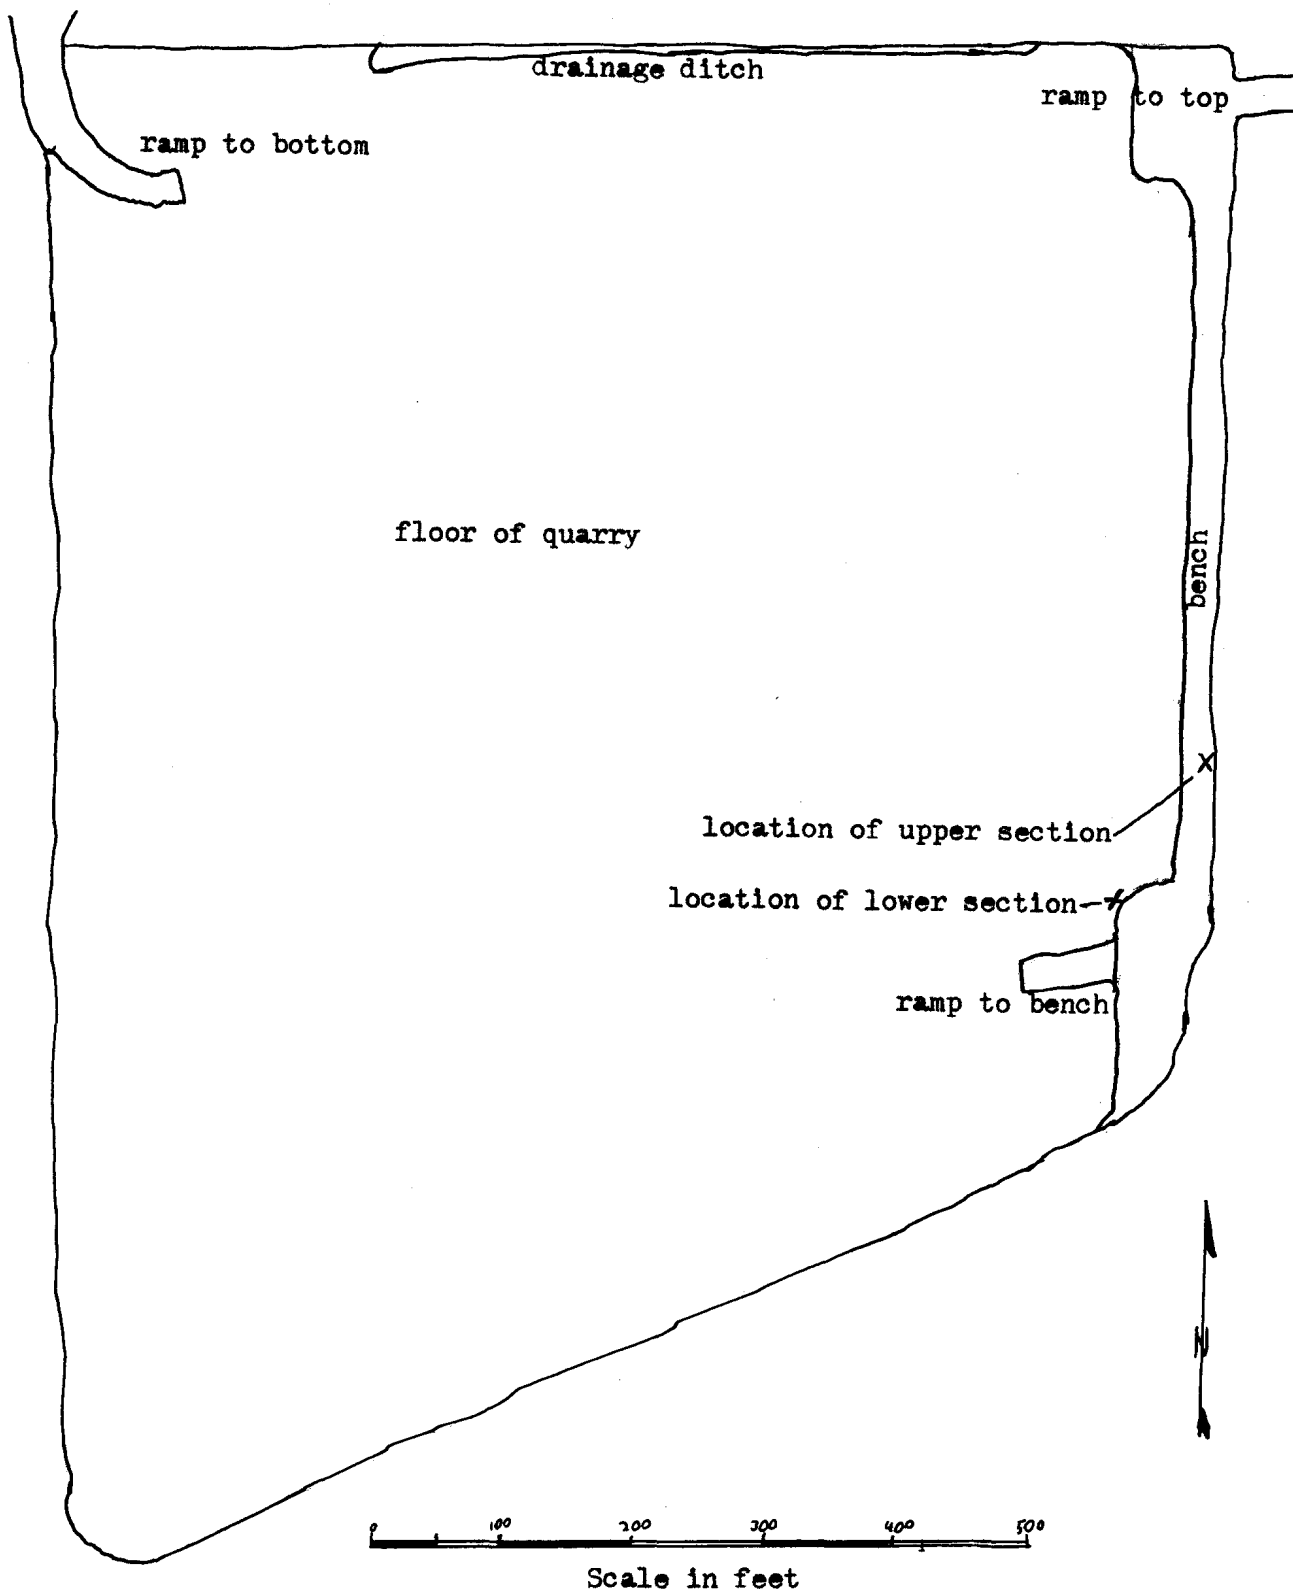 drainage ditch
ramp to top
ramp to bottom
floor of quarry
bench
X
location of upper section
location of lower section
ramp to bench
N
0 100 200 300 400 500
Scale in feet